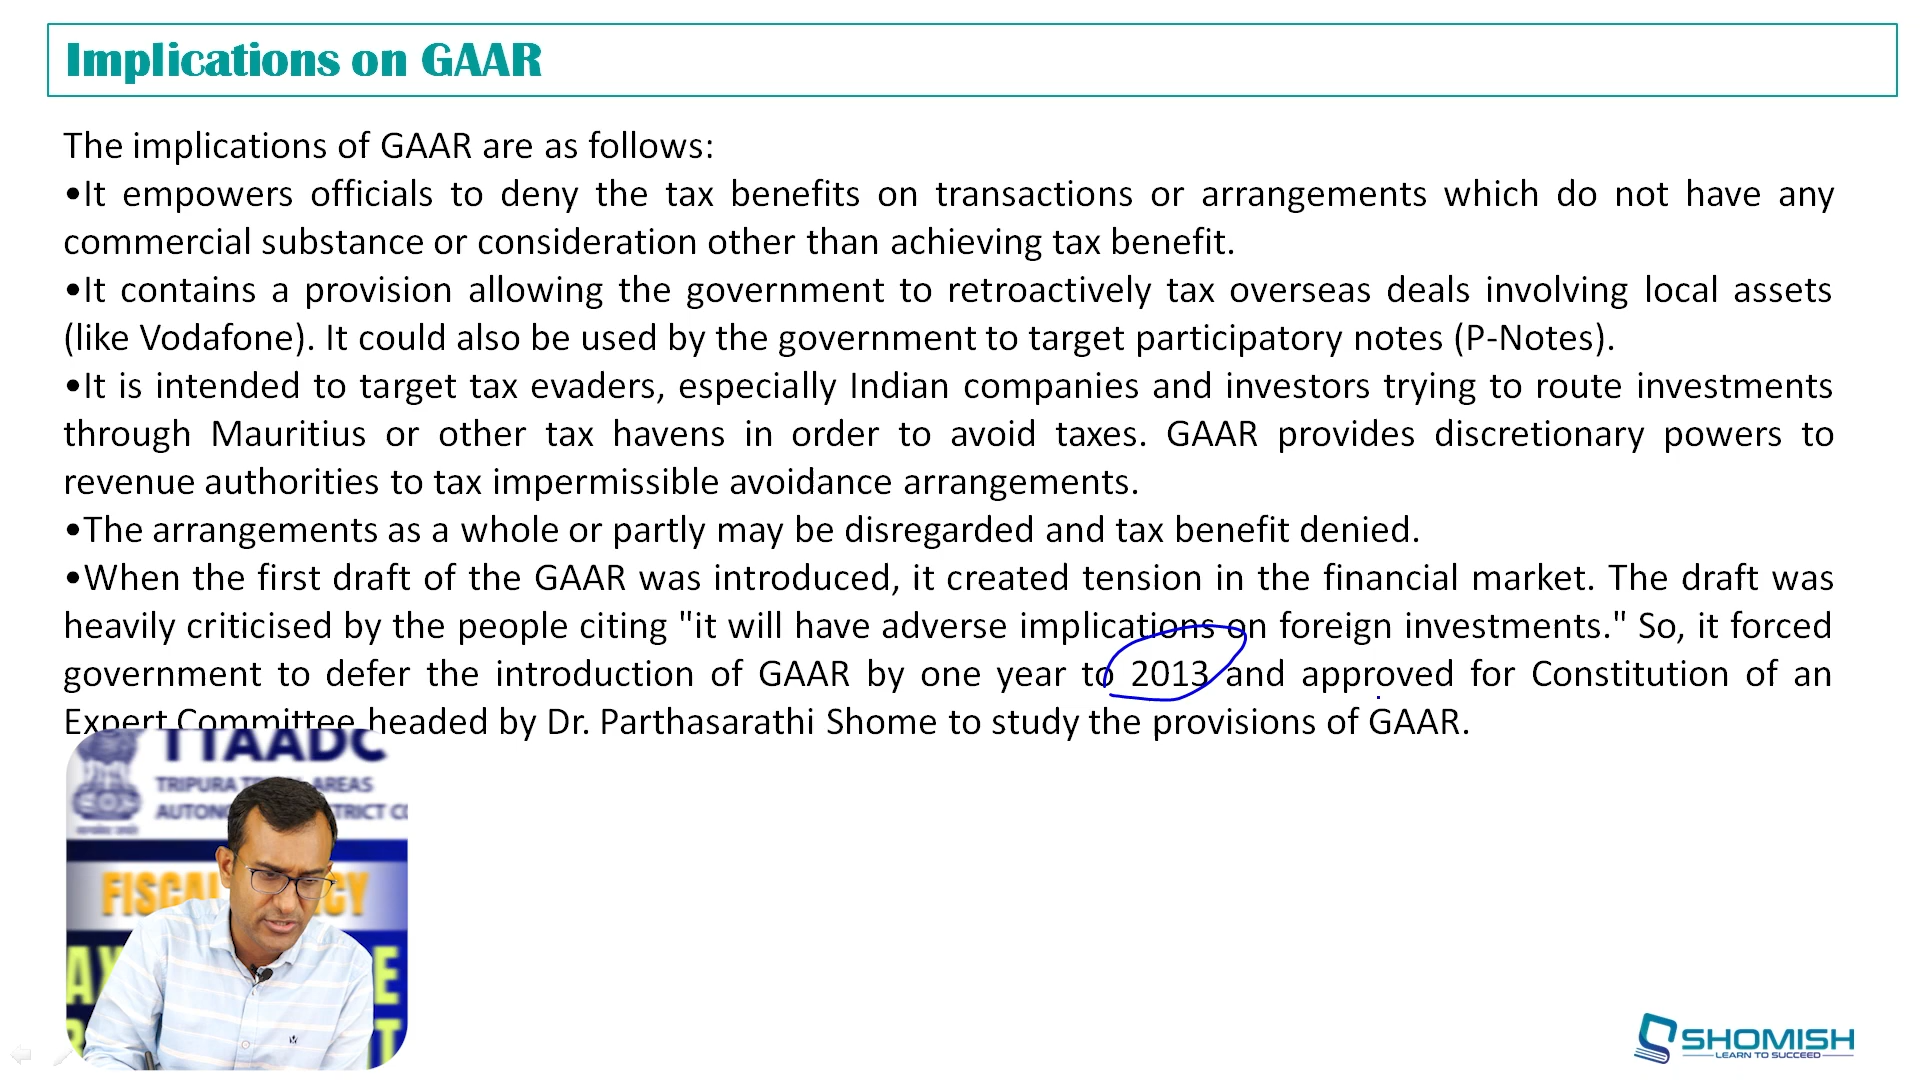 Implications on GAAR
The implications of GAAR are as follows:
•It empowers officials to deny the tax benefits on transactions or arrangements which do not have any
commercial substance or consideration other than achieving tax benefit.
•It contains a provision allowing the government to retroactively tax overseas deals involving local assets
(like Vodafone). It could also be used by the government to target participatory notes (P-Notes).
•It is intended to target tax evaders, especially Indian companies and investors trying to route investments
through Mauritius or other tax havens in order to avoid taxes. GAAR provides discretionary powers to
revenue authorities to tax impermissible avoidance arrangements.
•The arrangements as a whole or partly may be disregarded and tax benefit denied.
•When the first draft of the GAAR was introduced, it created tension in the financial market. The draft was
heavily criticised by the people citing "it will have adverse implications on foreign investments." So, it forced
government to defer the introduction of GAAR by one year to 2013 and approved for Constitution of an
Expert Committee headed by Dr. Parthasarathi Shome to study the provisions of GAAR.
TTAADC
TRIPURA AREAS
FISCAL
SHOMISH
LEARN TO SUCCEED